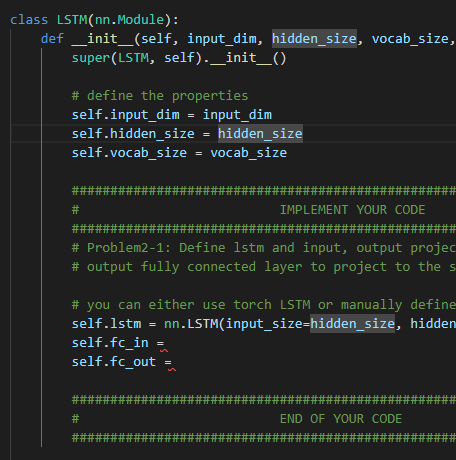 class LSTM(nn.Module):
def __init__(self, input_dim, hidden_size, vocab_size,
super(LSTM, self).__init__()
# define the properties
self.input_dim = input_dim
self.hidden_size = hidden_size
self.vocab_size = vocab_size
##################################################
# IMPLEMENT YOUR CODE
##################################################
# Problem2-1: Define lstm and input, output projec
# output fully connected layer to project to the s
# you can either use torch LSTM or manually define
self.lstm = nn.LSTM(input_size=hidden_size, hidden
self.fc_in =
self.fc_out =
##################################################
# END OF YOUR CODE
##################################################